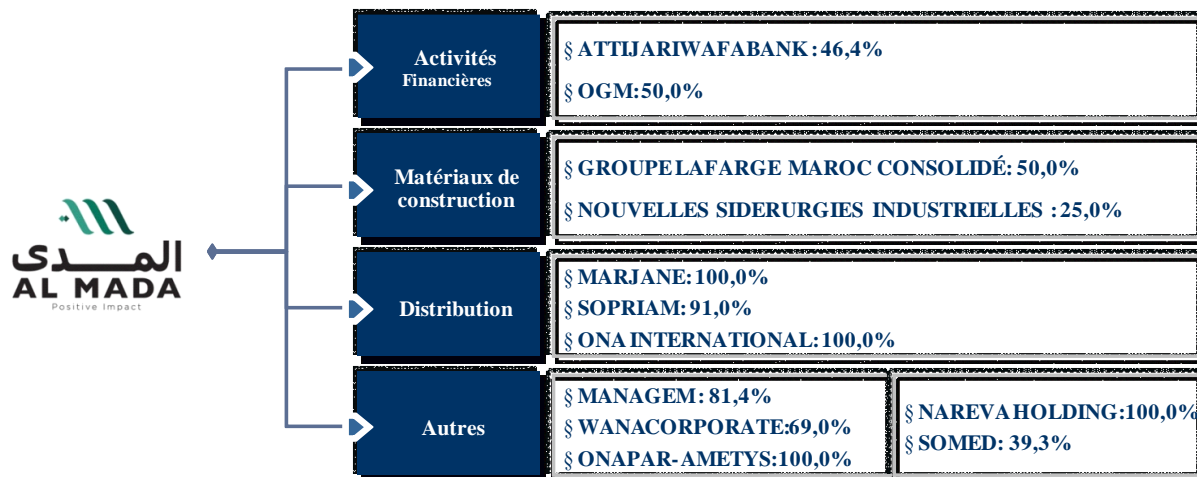 المدى
AL MADA
Positive Impact
Activités
Financières
§ ATTIJARIWAFABANK : 46,4%
§ OGM: 50,0%
Matériaux de
construction
§ GROUPE LAFARGE MAROC CONSOLIDÉ: 50,0%
§ NOUVELLES SIDERURGIES INDUSTRIELLES : 25,0%
Distribution
§ MARJANE: 100,0%
§ SOPRIAM: 91,0%
§ ONA INTERNATIONAL: 100,0%
Autres
§ MANAGEM: 81,4%
§ WANACORPORATE:69,0%
§ ONAPAR- AMETYS:100,0%
§ NAREVA HOLDING:100,0%
§ SOMED: 39,3%